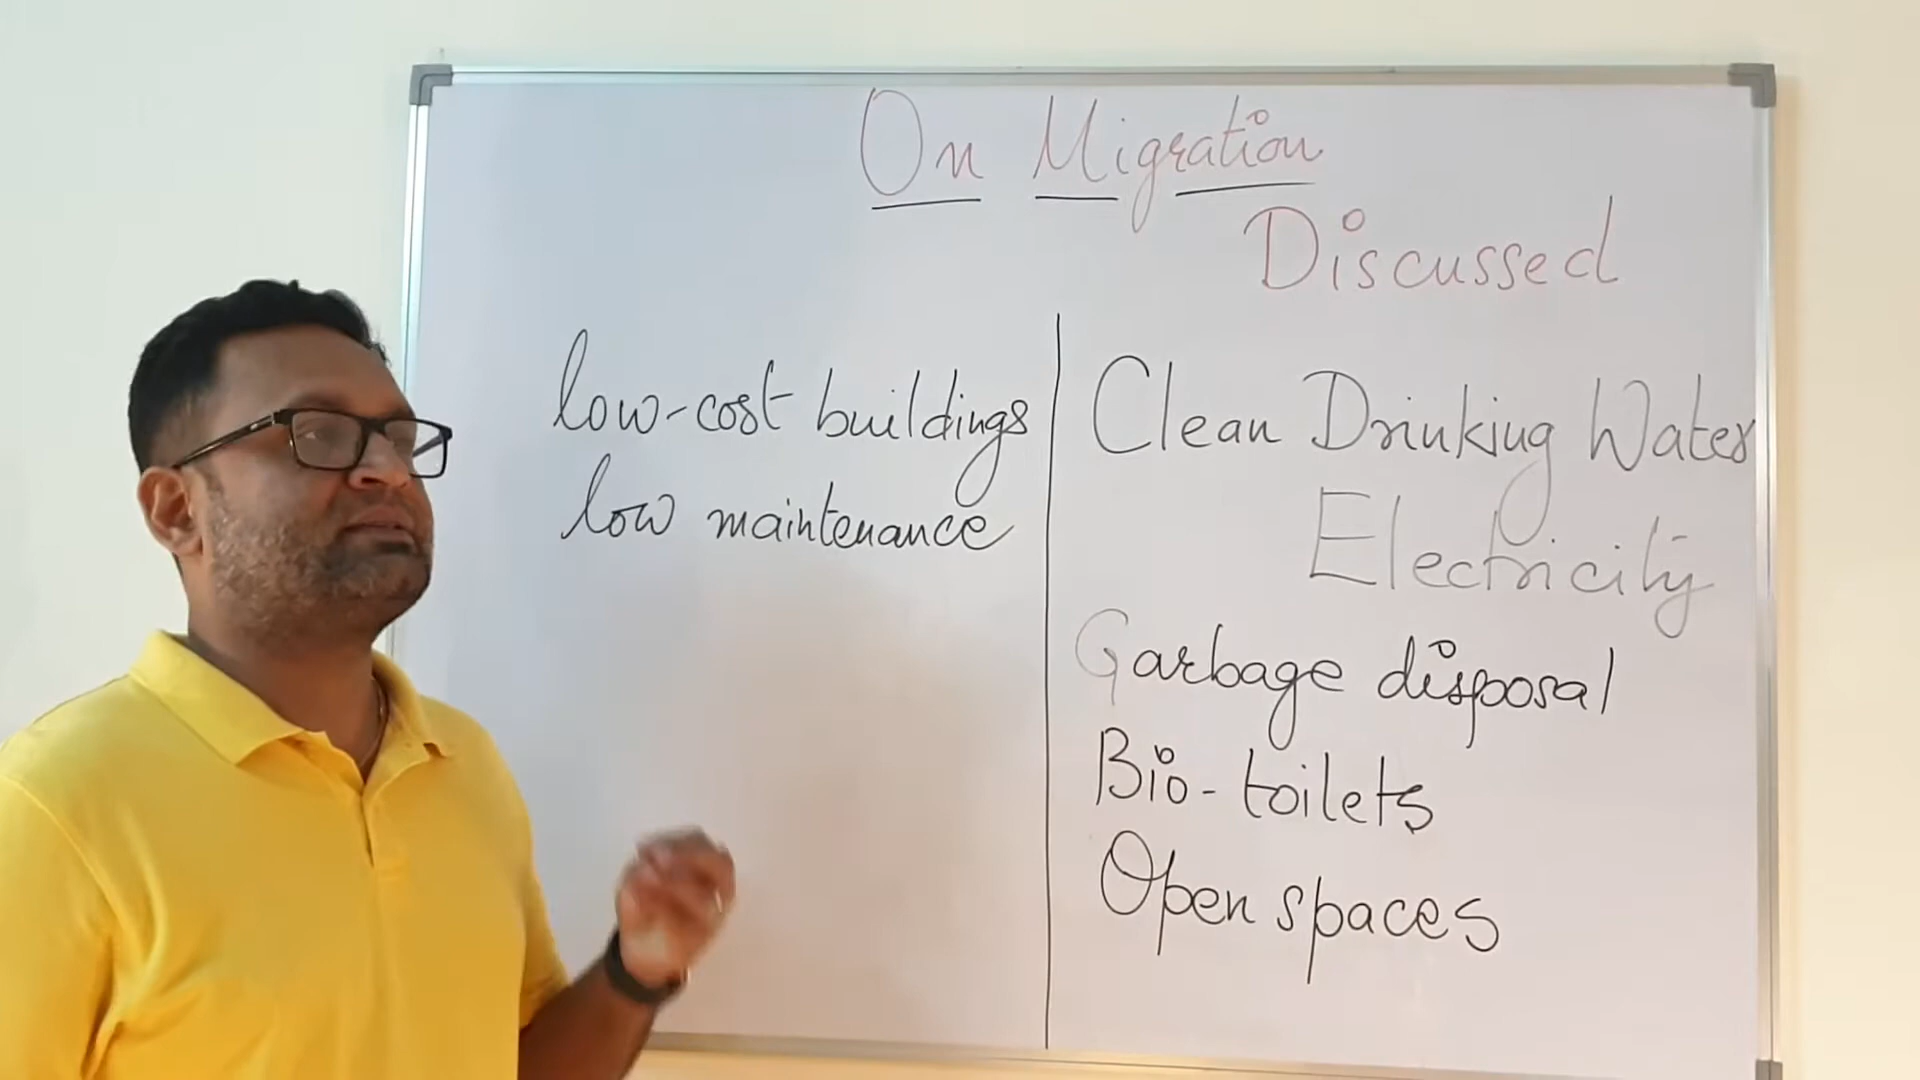 On Migration
Discussed
low-cost buildings
low maintenance
Clean Drinking Water
Electricity
Garbage disposal
Bio-toilets
Open spaces